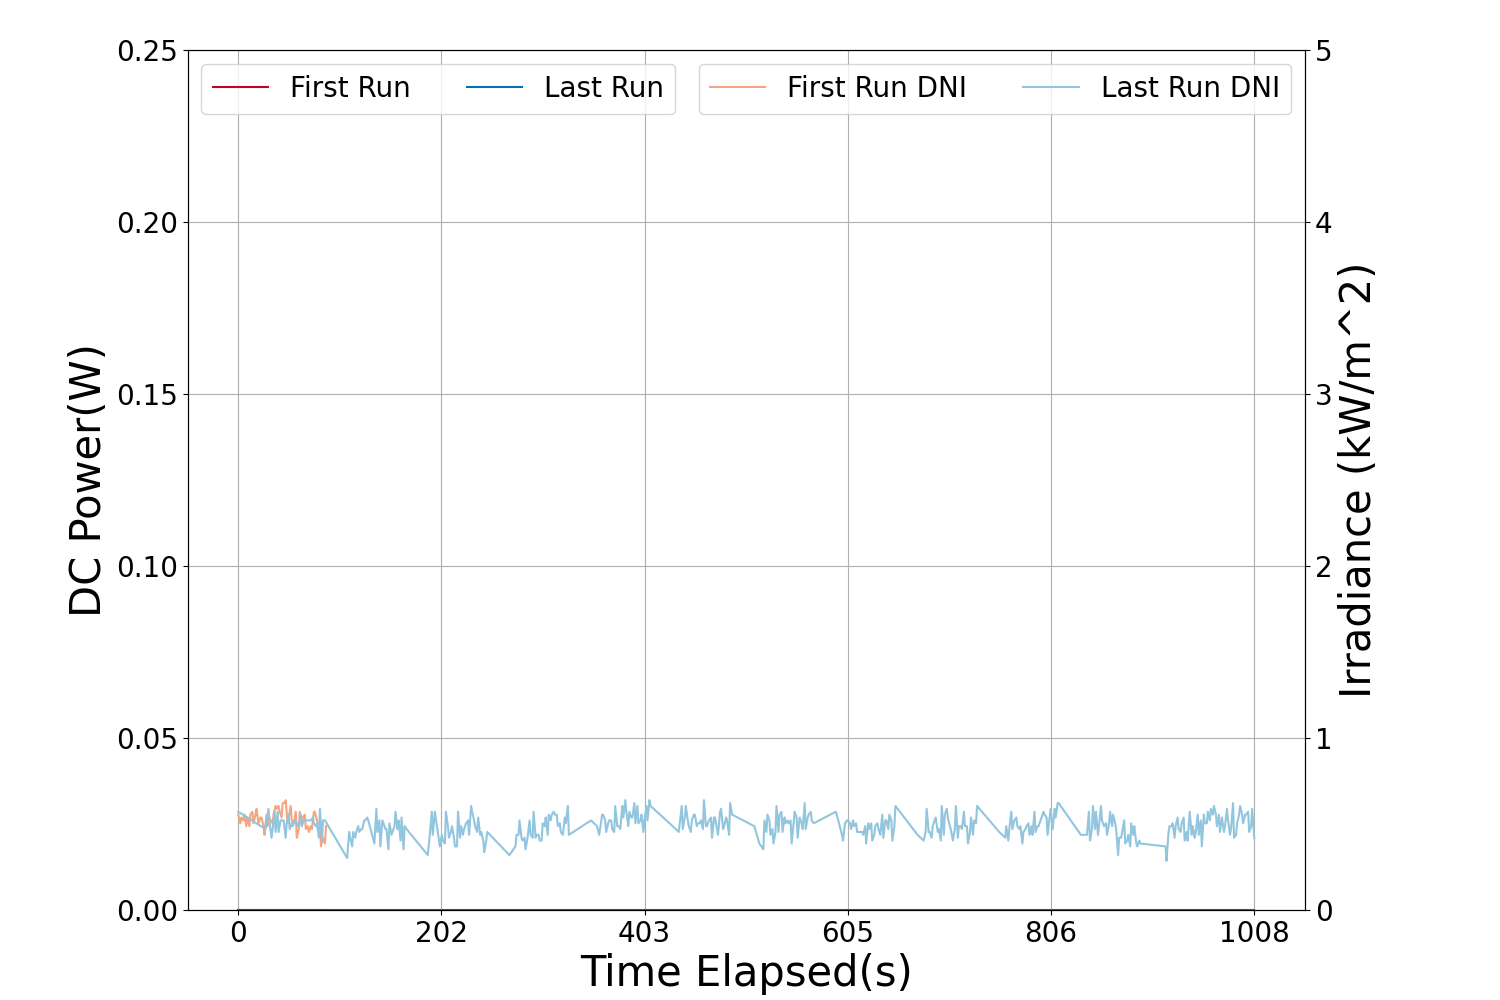 First Run Last Run First Run DNI Last Run DNI
0.25
0.20
0.15
0.10
0.05
0.00
DC Power(W)
5
4
3
2
1
0
Irradiance (kW/m^2)
0 202 403 605 806 1008
Time Elapsed(s)